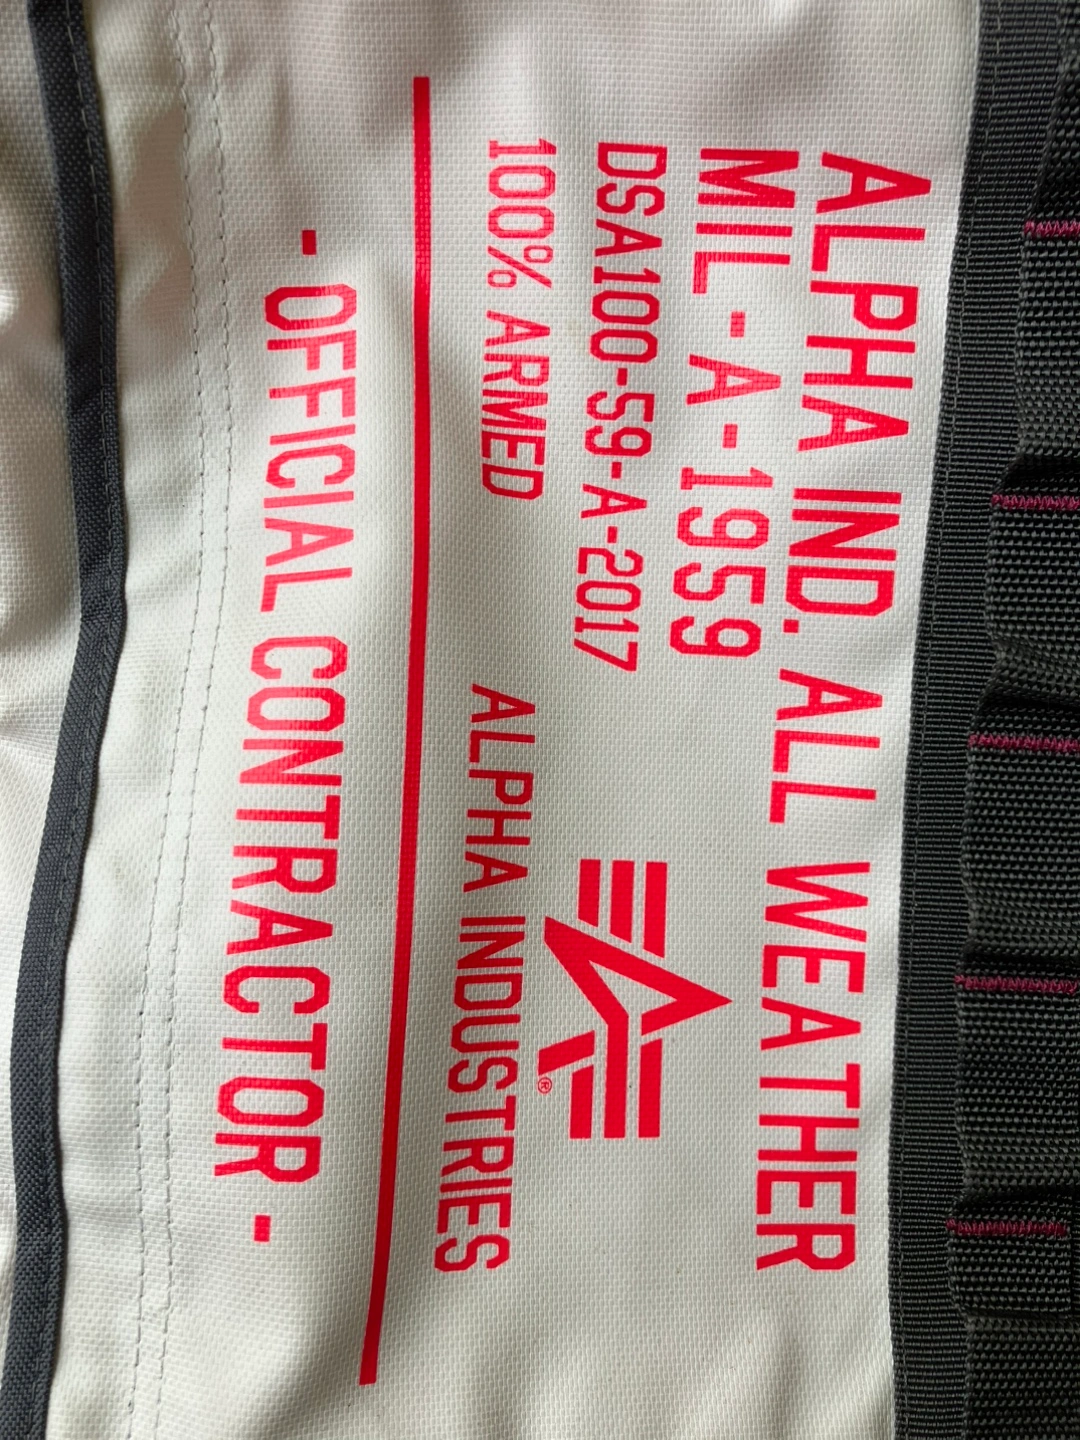 ALPHA IND. ALL WEATHER
MIL-A-1959
DSA100-59-A-2017
100% ARMED
®
ALPHA INDUSTRIES
- OFFICIAL CONTRACTOR -